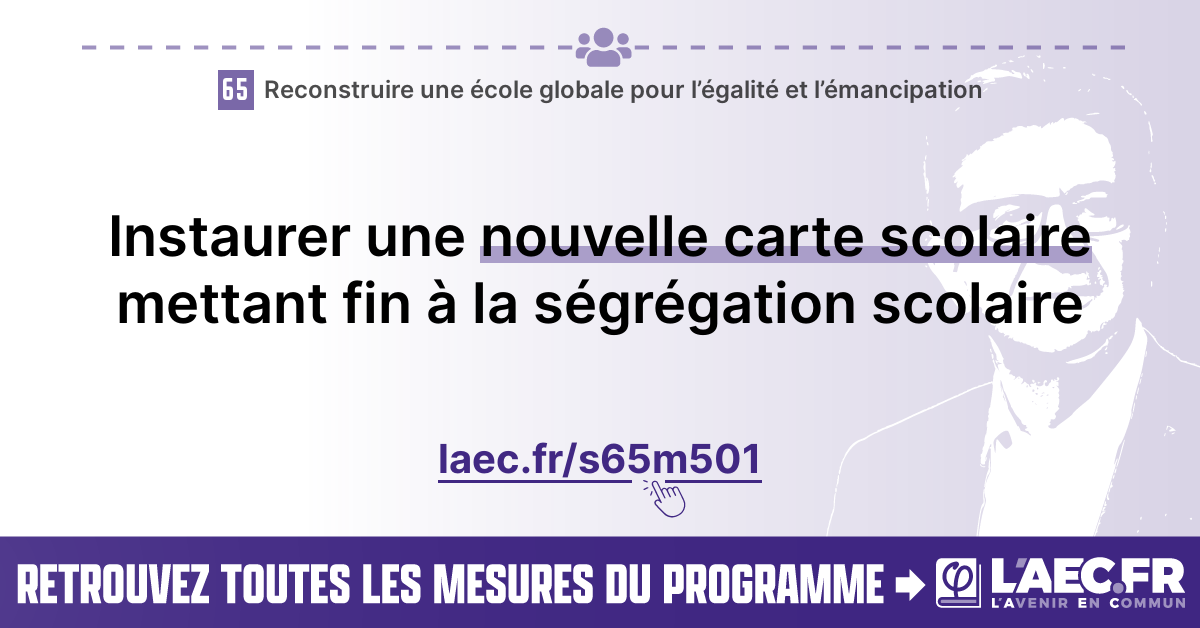 65 Reconstruire une école globale pour l’égalité et l’émancipation
Instaurer une nouvelle carte scolaire
mettant fin à la ségrégation scolaire
laec.fr/s65m501
RETROUVEZ TOUTES LES MESURES DU PROGRAMME
L'AEC.FR
L'AVENIR EN COMMUN